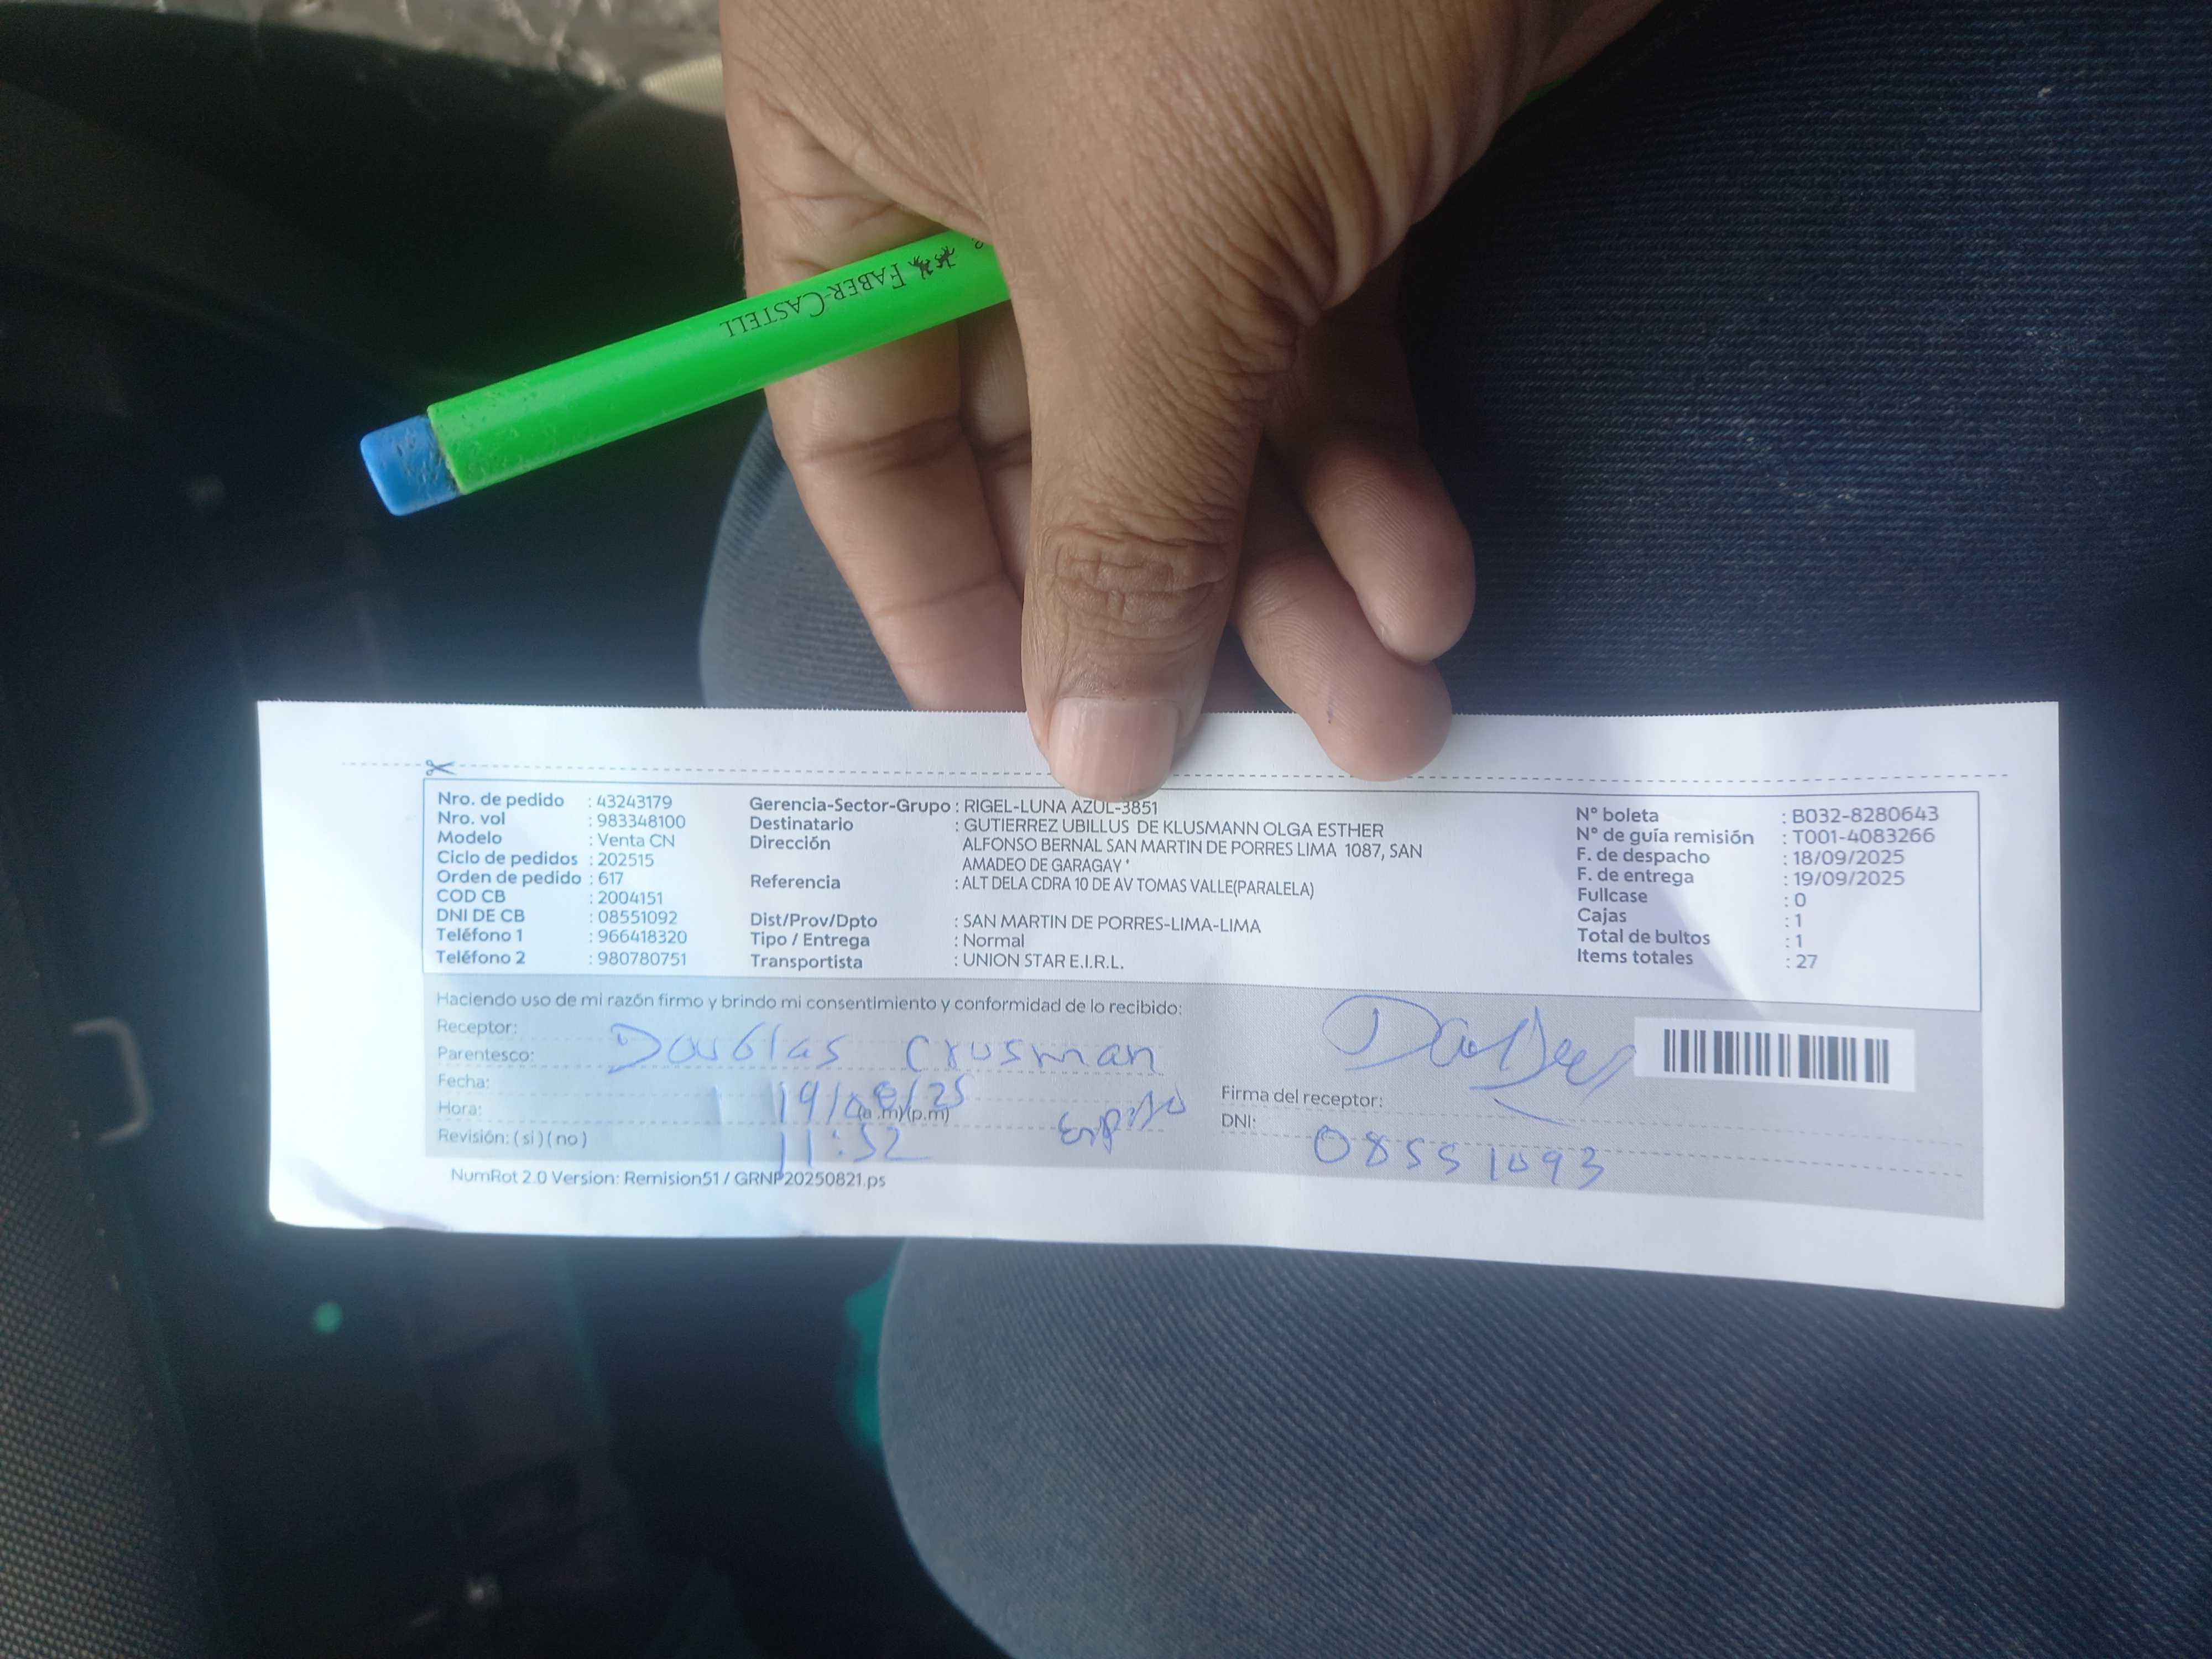 FABER-CASTELL
Nro. de pedido : 43243179
Nro. vol : 983348100
Modelo : Venta CN
Ciclo de pedidos : 202515
Orden de pedido : 617
COD CB : 2004151
DNI DE CB : 08551092
Teléfono 1 : 966418320
Teléfono 2 : 980780751
Gerencia-Sector-Grupo : RIGEL-LUNA AZUL-3851
Destinatario : GUTIERREZ UBILLUS DE KLUSMANN OLGA ESTHER
Dirección ALFONSO BERNAL SAN MARTIN DE PORRES LIMA 1087, SAN
AMADEO DE GARAGAY '
Referencia : ALT DELA CDRA 10 DE AV TOMAS VALLE(PARALELA)
Dist/Prov/Dpto : SAN MARTIN DE PORRES-LIMA-LIMA
Tipo / Entrega : Normal
Transportista : UNION STAR E.I.R.L.
N° boleta : B032-8280643
N° de guía remisión : T001-4083266
F. de despacho : 18/09/2025
F. de entrega : 19/09/2025
Fullcase : 0
Cajas : 1
Total de bultos : 1
Items totales : 27
Haciendo uso de mi razón firmo y brindo mi consentimiento y conformidad de lo recibido:
Receptor: Douglas Crusman
Parentesco:
Fecha:
Hora: (a.m)(p.m) 11:52
Revisión: (si) (no)
Firma del receptor:
DNI: 08551093
NumRot 2.0 Version: Remision51 / GRNP20250821.ps